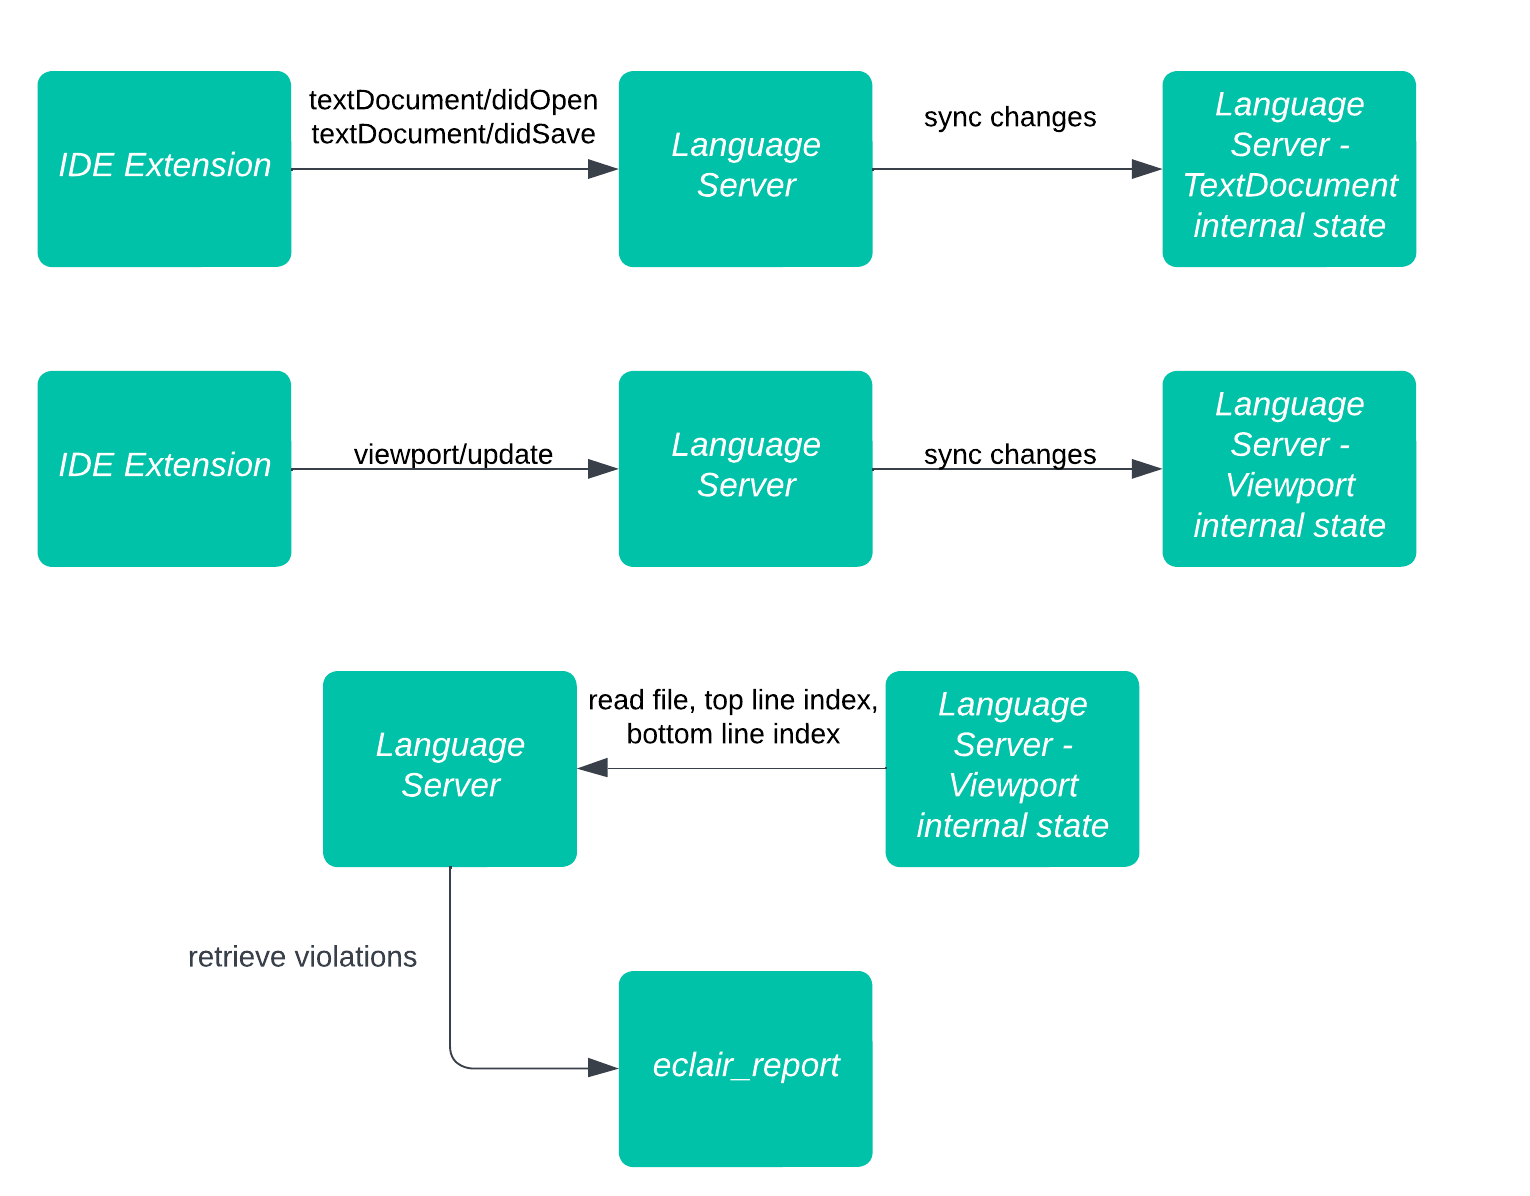 IDE Extension
textDocument/didOpen
textDocument/didSave
Language
Server
sync changes
Language
Server -
TextDocument
internal state
IDE Extension
viewport/update
Language
Server
sync changes
Language
Server -
Viewport
internal state
Language
Server
read file, top line index,
bottom line index
Language
Server -
Viewport
internal state
retrieve violations
eclair_report